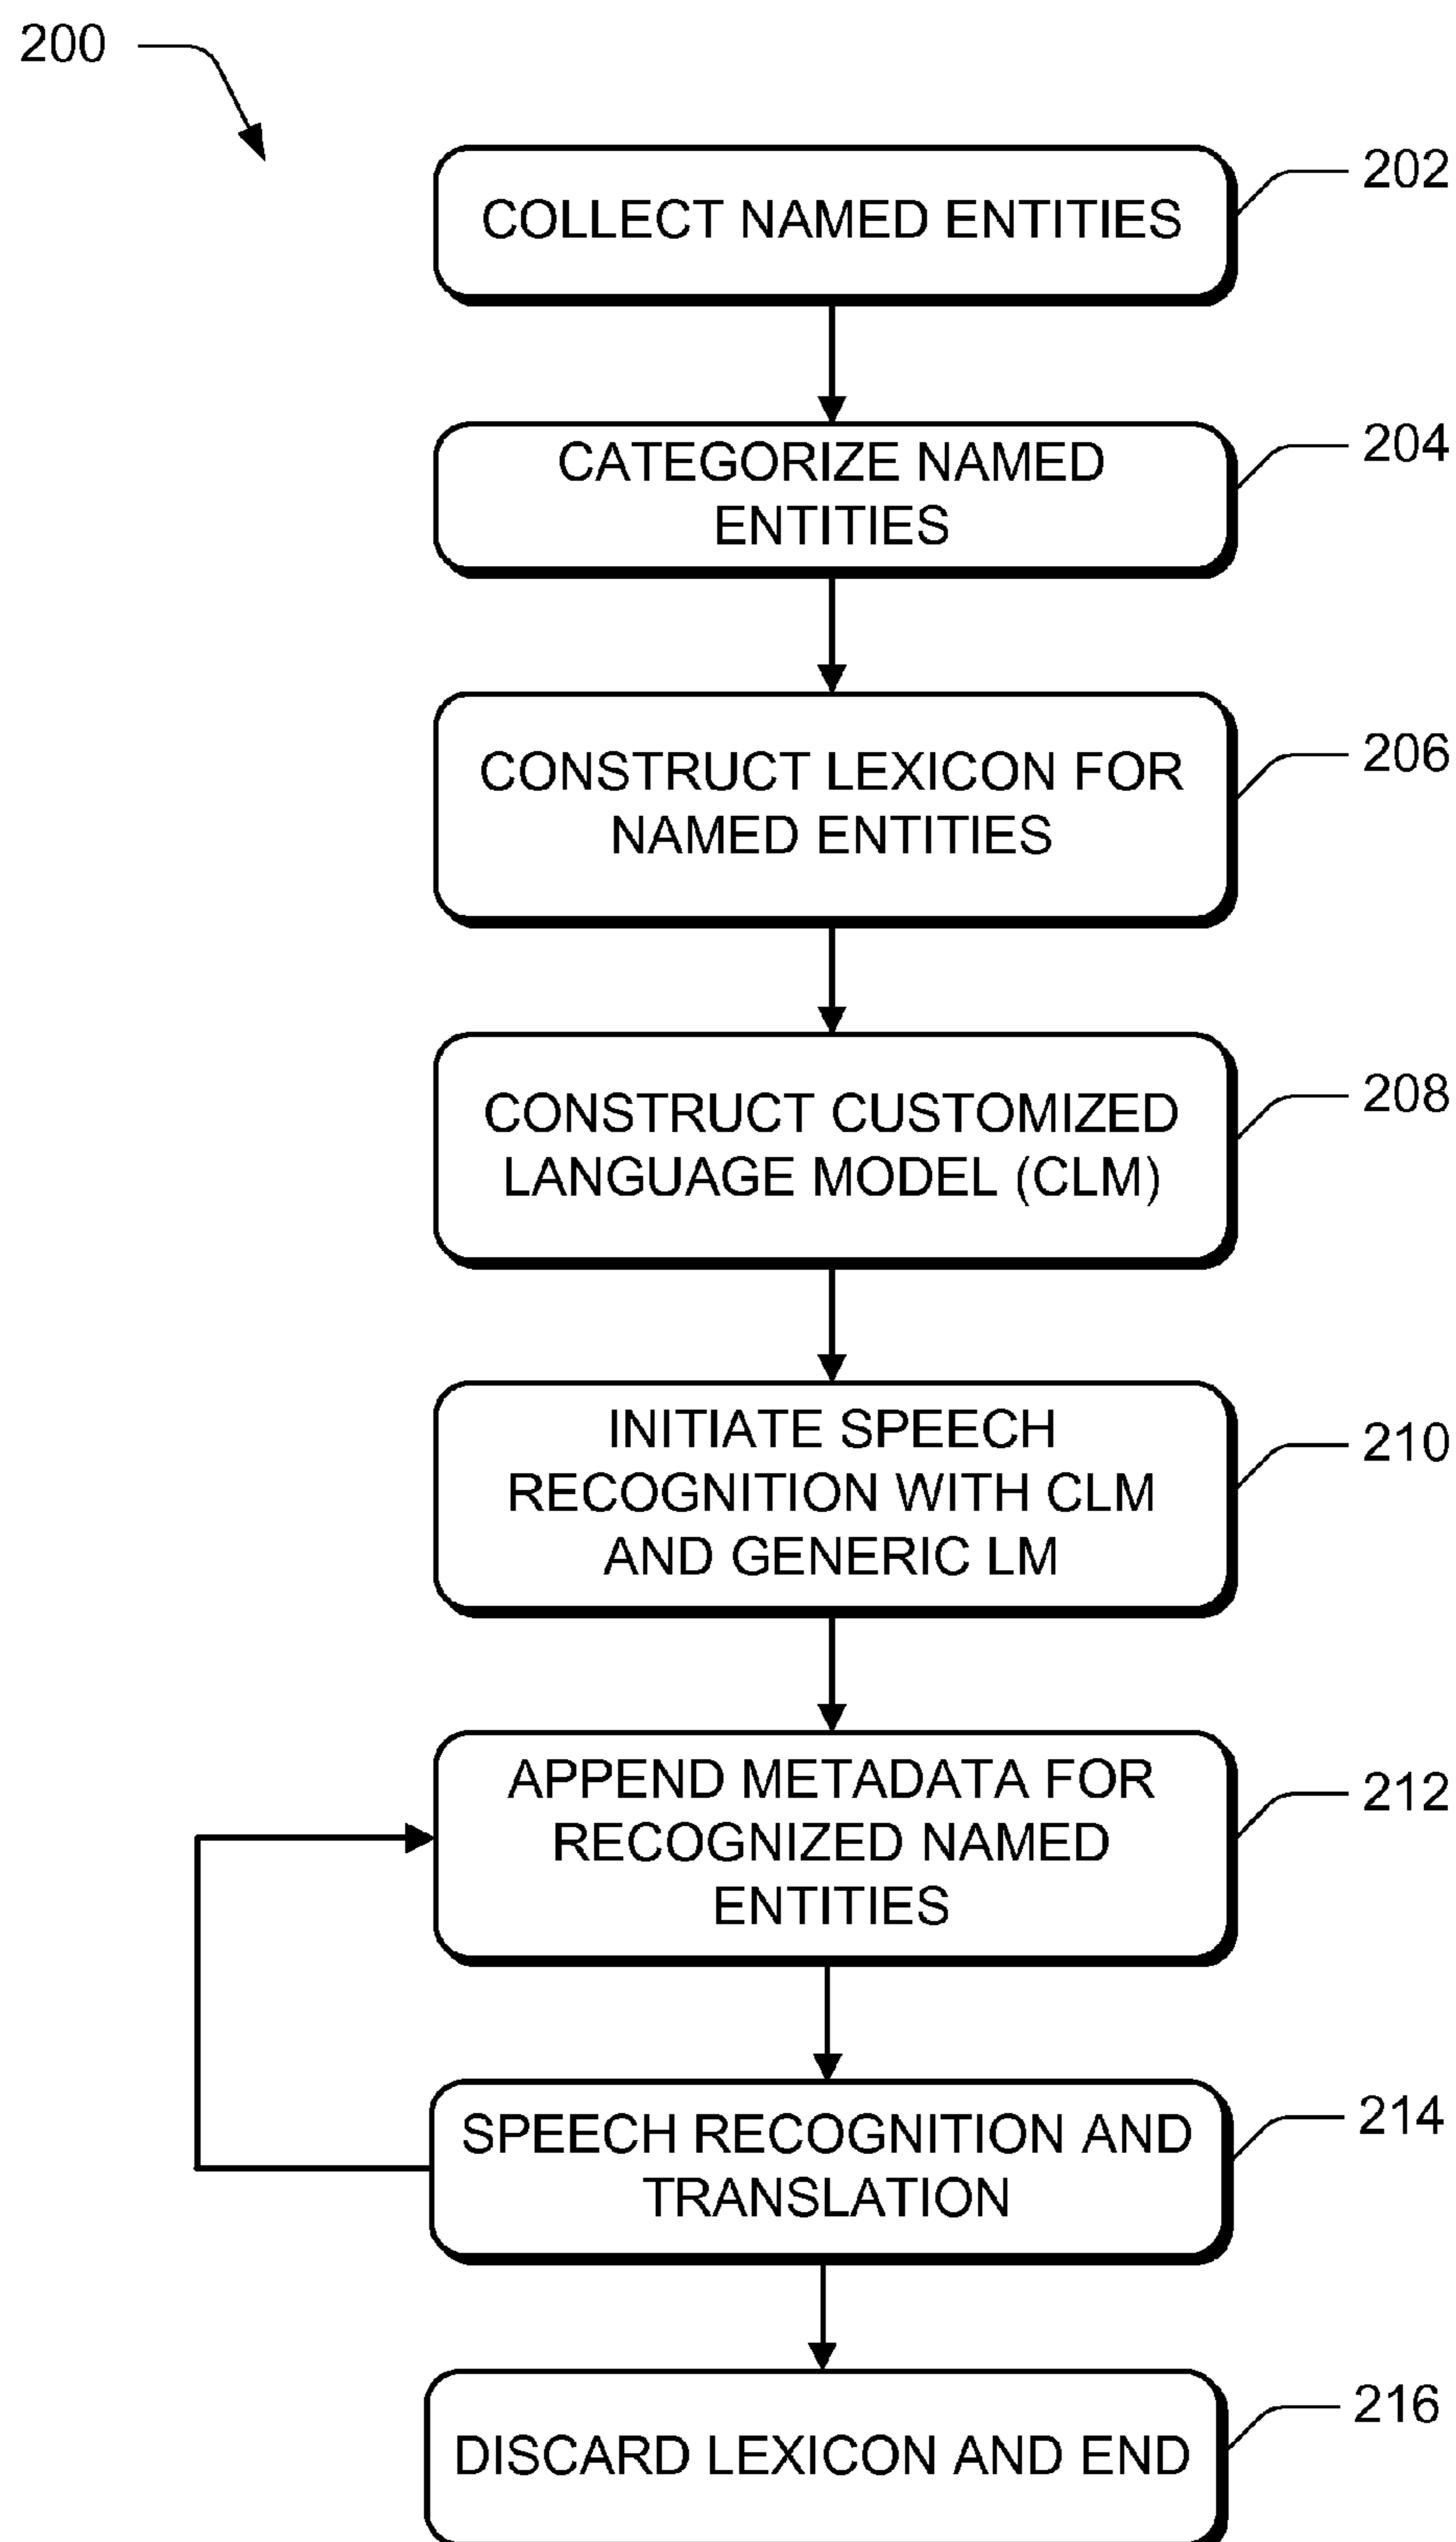 200
COLLECT NAMED ENTITIES
202
CATEGORIZE NAMED
ENTITIES
204
CONSTRUCT LEXICON FOR
NAMED ENTITIES
206
CONSTRUCT CUSTOMIZED
LANGUAGE MODEL (CLM)
208
INITIATE SPEECH
RECOGNITION WITH CLM
AND GENERIC LM
210
APPEND METADATA FOR
RECOGNIZED NAMED
ENTITIES
212
SPEECH RECOGNITION AND
TRANSLATION
214
DISCARD LEXICON AND END
216